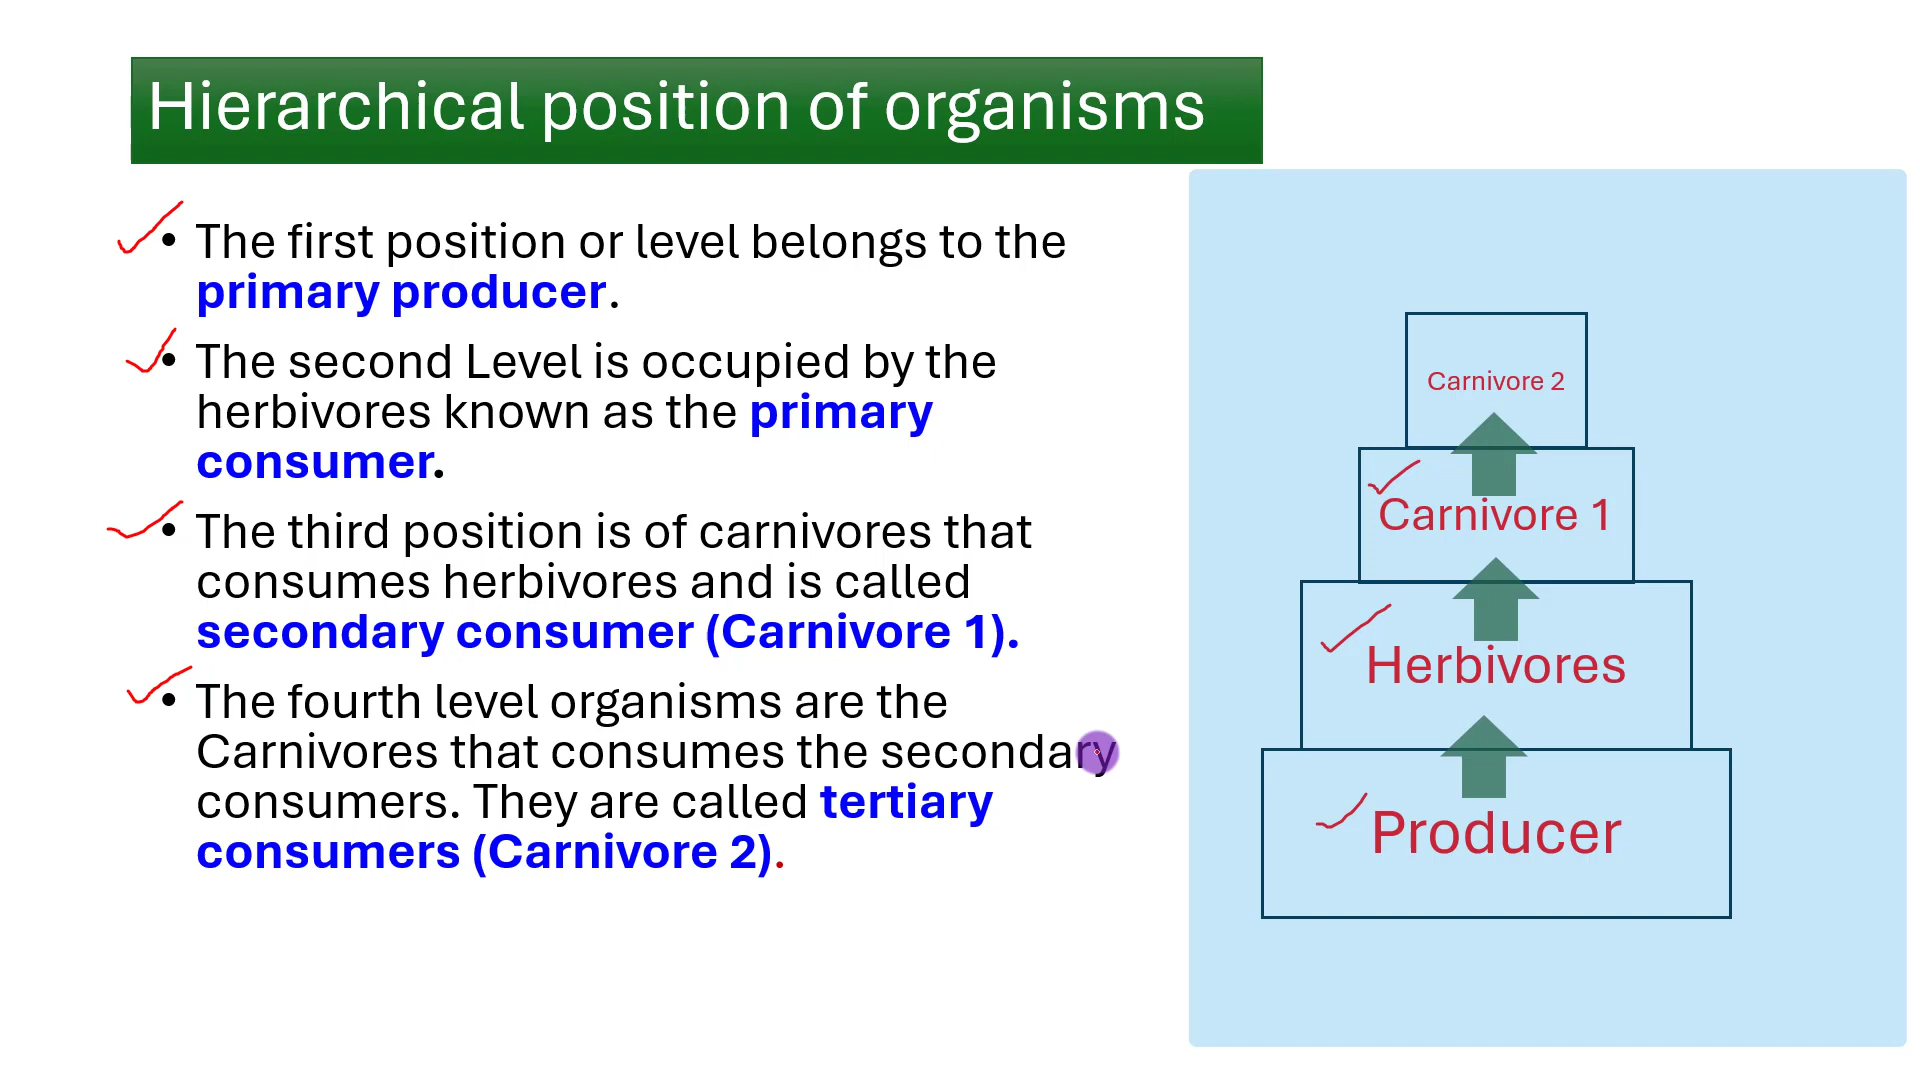 Hierarchical position of organisms
• The first position or level belongs to the
primary producer.
• The second Level is occupied by the
herbivores known as the primary
consumer.
• The third position is of carnivores that
consumes herbivores and is called
secondary consumer (Carnivore 1).
• The fourth level organisms are the
Carnivores that consumes the secondary
consumers. They are called tertiary
consumers (Carnivore 2).
Carnivore 2
Carnivore 1
Herbivores
Producer